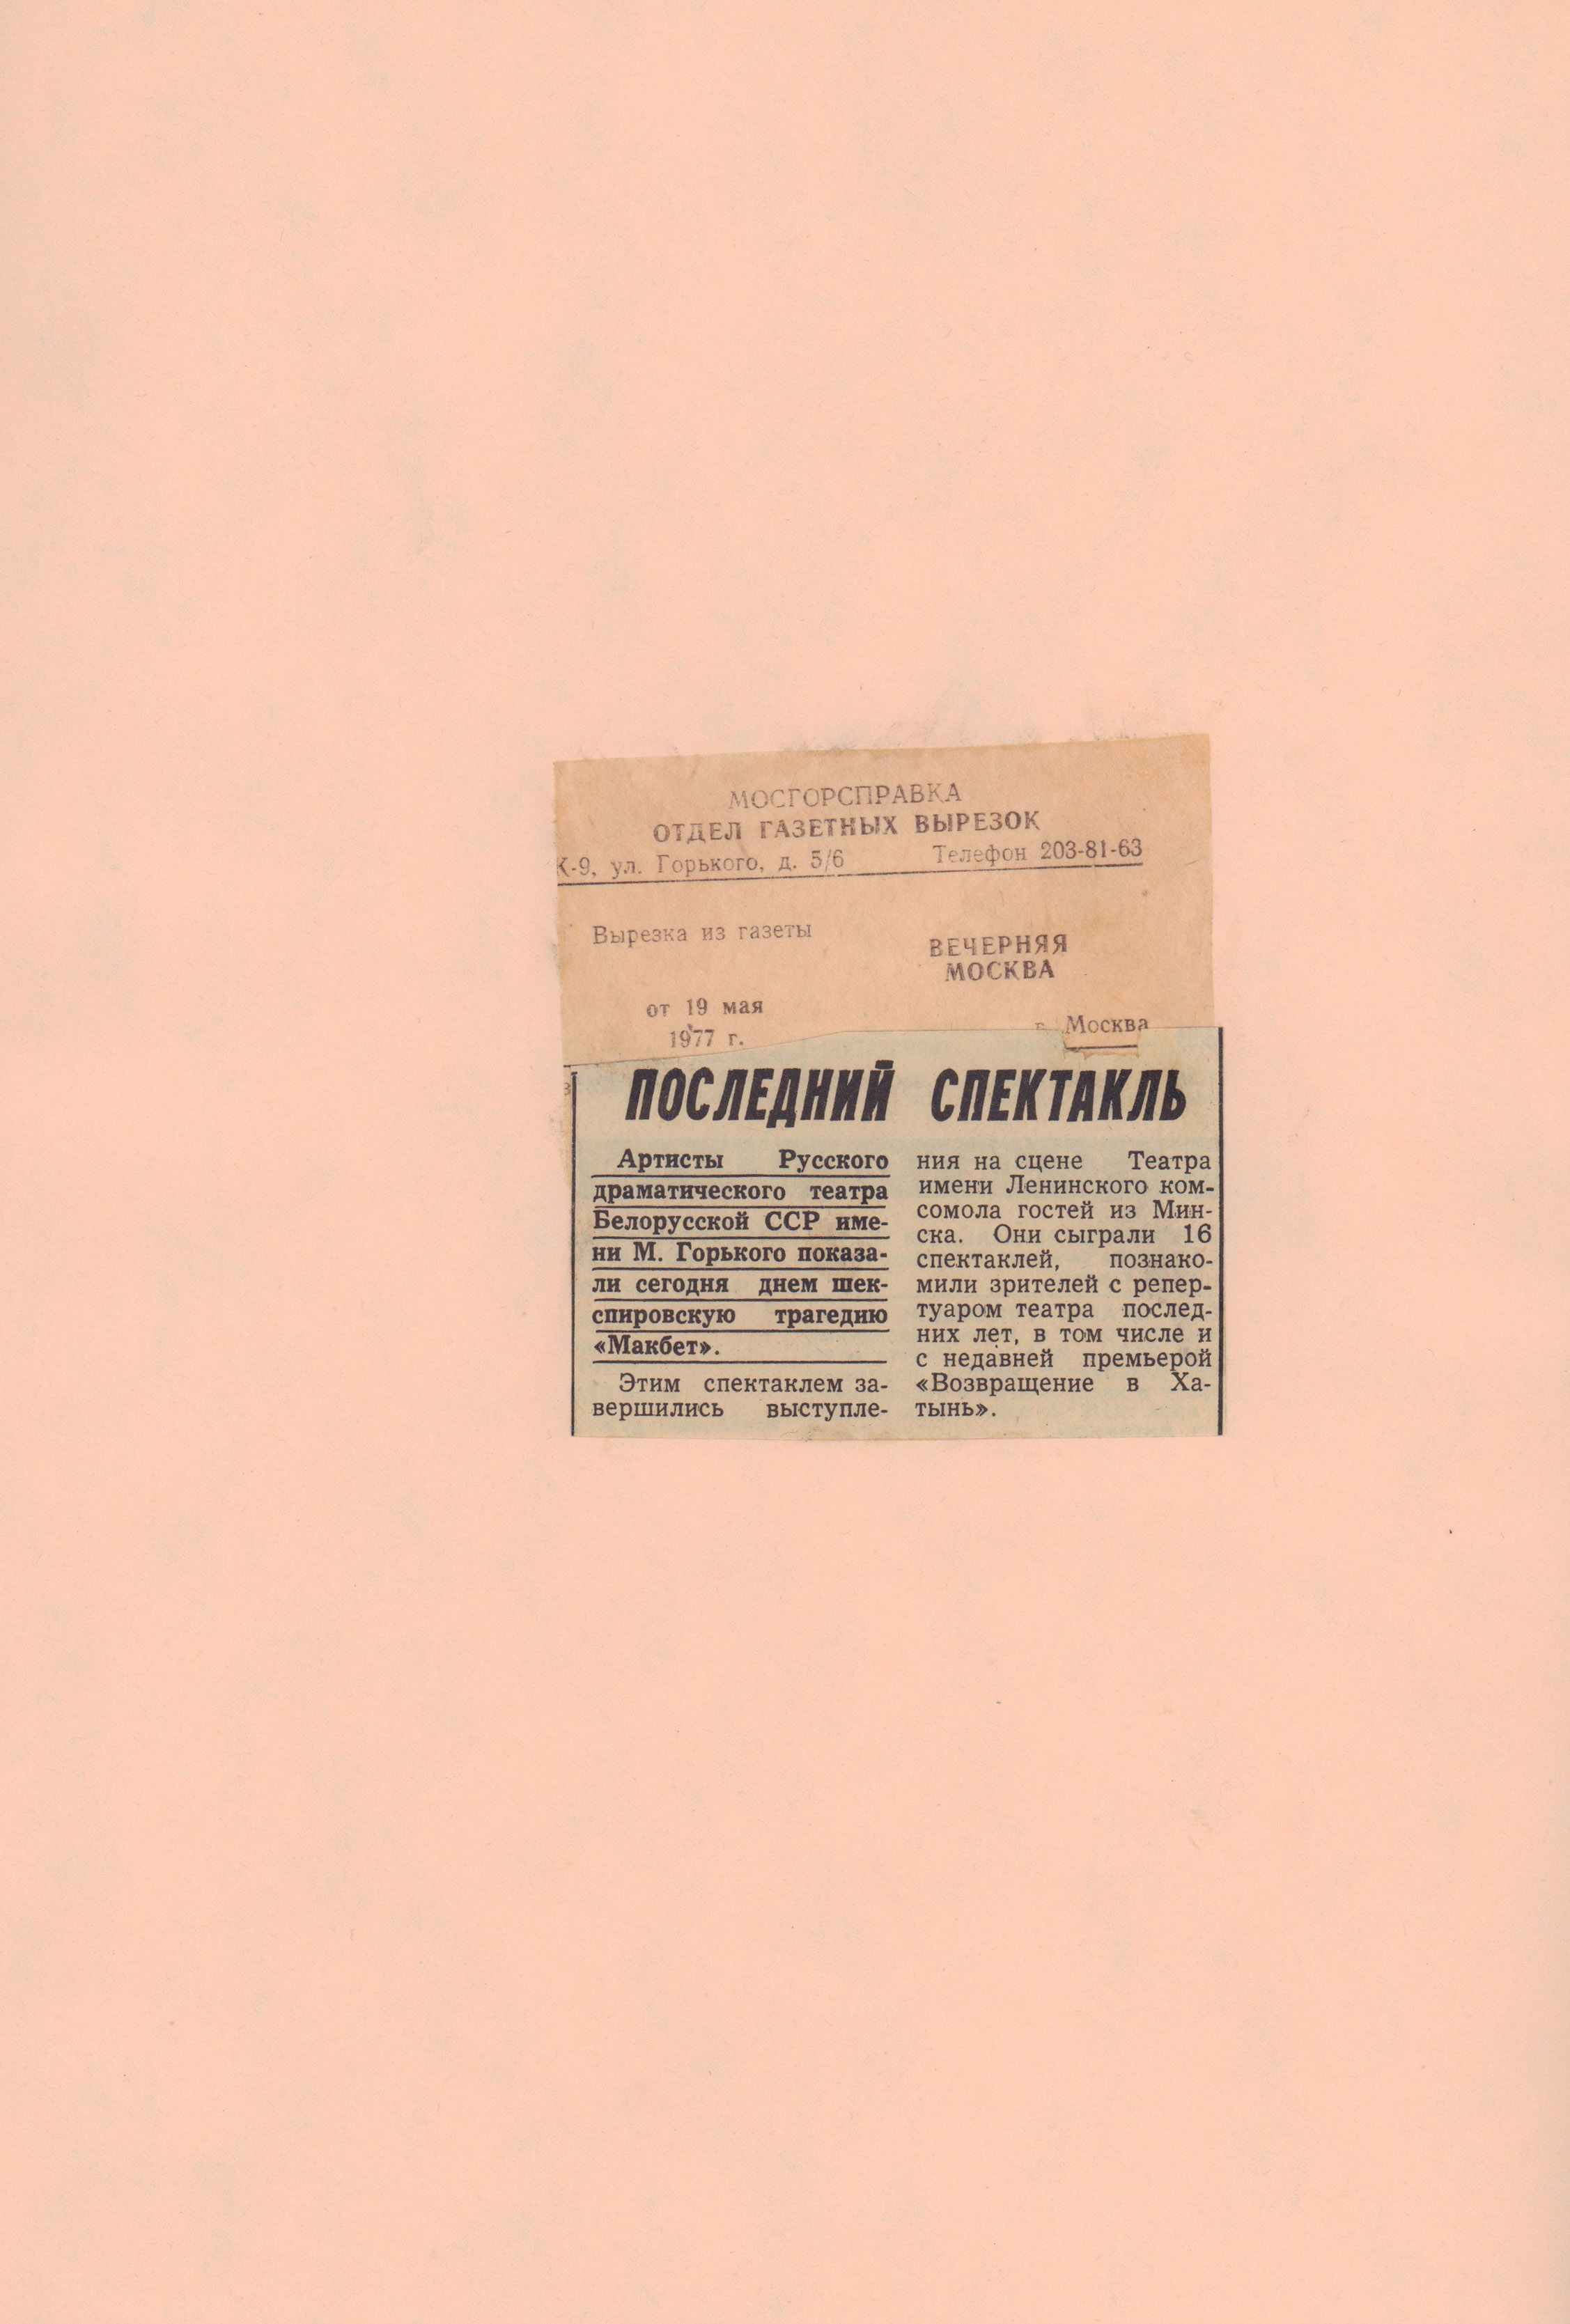 МОСГОРСПРАВКА
ОТДЕЛ ГАЗЕТНЫХ ВЫРЕЗОК
К-9, ул. Горького, д. 5/6 Телефон 203-81-63
Вырезка из газеты
ВЕЧЕРНЯЯ
МОСКВА
от 19 мая
1977 г.
г. Москва
ПОСЛЕДНИЙ СПЕКТАКЛЬ
Артисты Русского
драматического театра
Белорусской ССР име-
ни М. Горького показа-
ли сегодня днем шек-
спировскую трагедию
«Макбет».
Этим спектаклем за-
вершились выступле-
ния на сцене Театра
имени Ленинского ком-
сомола гостей из Мин-
ска. Они сыграли 16
спектаклей, познако-
мили зрителей с репер-
туаром театра послед-
них лет, в том числе и
с недавней премьерой
«Возвращение в Ха-
тынь».